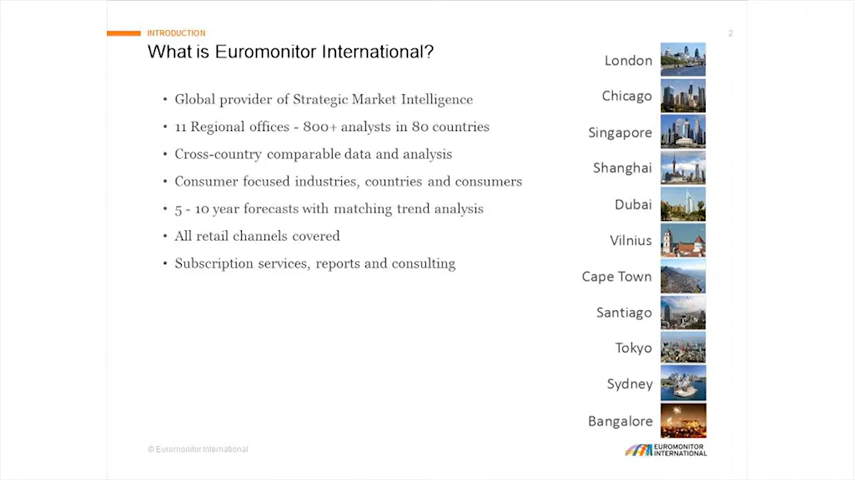 INTRODUCTION
2
What is Euromonitor International?
• Global provider of Strategic Market Intelligence
• 11 Regional offices - 800+ analysts in 80 countries
• Cross-country comparable data and analysis
• Consumer focused industries, countries and consumers
• 5 - 10 year forecasts with matching trend analysis
• All retail channels covered
• Subscription services, reports and consulting
London
Chicago
Singapore
Shanghai
Dubai
Vilnius
Cape Town
Santiago
Tokyo
Sydney
Bangalore
© Euromonitor International
EUROMONITOR
INTERNATIONAL